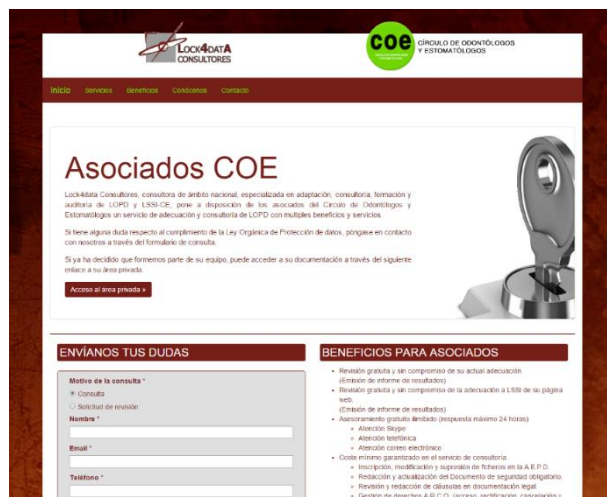 LOCK4DATA
CONSULTORES
coe
CÍRCULO DE ODONTÓLOGOS
Y ESTOMATÓLOGOS
Inicio Servicios Beneficios Conócenos Contacto
Asociados COE
Lock4data Consultores, consultora de ámbito nacional, especializada en adaptación, consultoría, formación y
auditoria de LOPD y LSSI-CE, pone a disposición de los asociados del Circulo de Odontólogos y
Estomatólogos un servicio de adecuación y consultoría de LOPD con multiples beneficios y servicios.
Si tiene alguna duda respecto al cumplimiento de la Ley Orgánica de Protección de datos, póngase en contacto
con nosotros a través del formulario de consulta.
Si ya ha decidido que formemos parte de su equipo, puede acceder a su documentación a través del siguiente
enlace a su área privada.
Acceso al área privada »
ENVÍANOS TUS DUDAS
Motivo de la consulta *
Consulta
Solicitud de revisión
Nombre *
Email *
Teléfono *
BENEFICIOS PARA ASOCIADOS
Revisión gratuita y sin compromiso de su actual adecuación.
(Emisión de informe de resultados)
Revisión gratuita y sin compromiso de la adecuación a LSSI de su página
web.
(Emisión de informe de resultados)
Asesoramiento gratuito ilimitado (respuesta máximo 24 horas)
Atención Skype
Atención telefónica
Atención correo electrónico
Coste mínimo garantizado en el servicio de consultoría.
Inscripción, modificación y supresión de ficheros en la A.E.P.D.
Redacción y actualización del Documento de seguridad obligatorio.
Revisión y redacción de cláusulas en documentación legal.
Gestión de derechos A.R.C.O. (acceso, rectificación, cancelación y